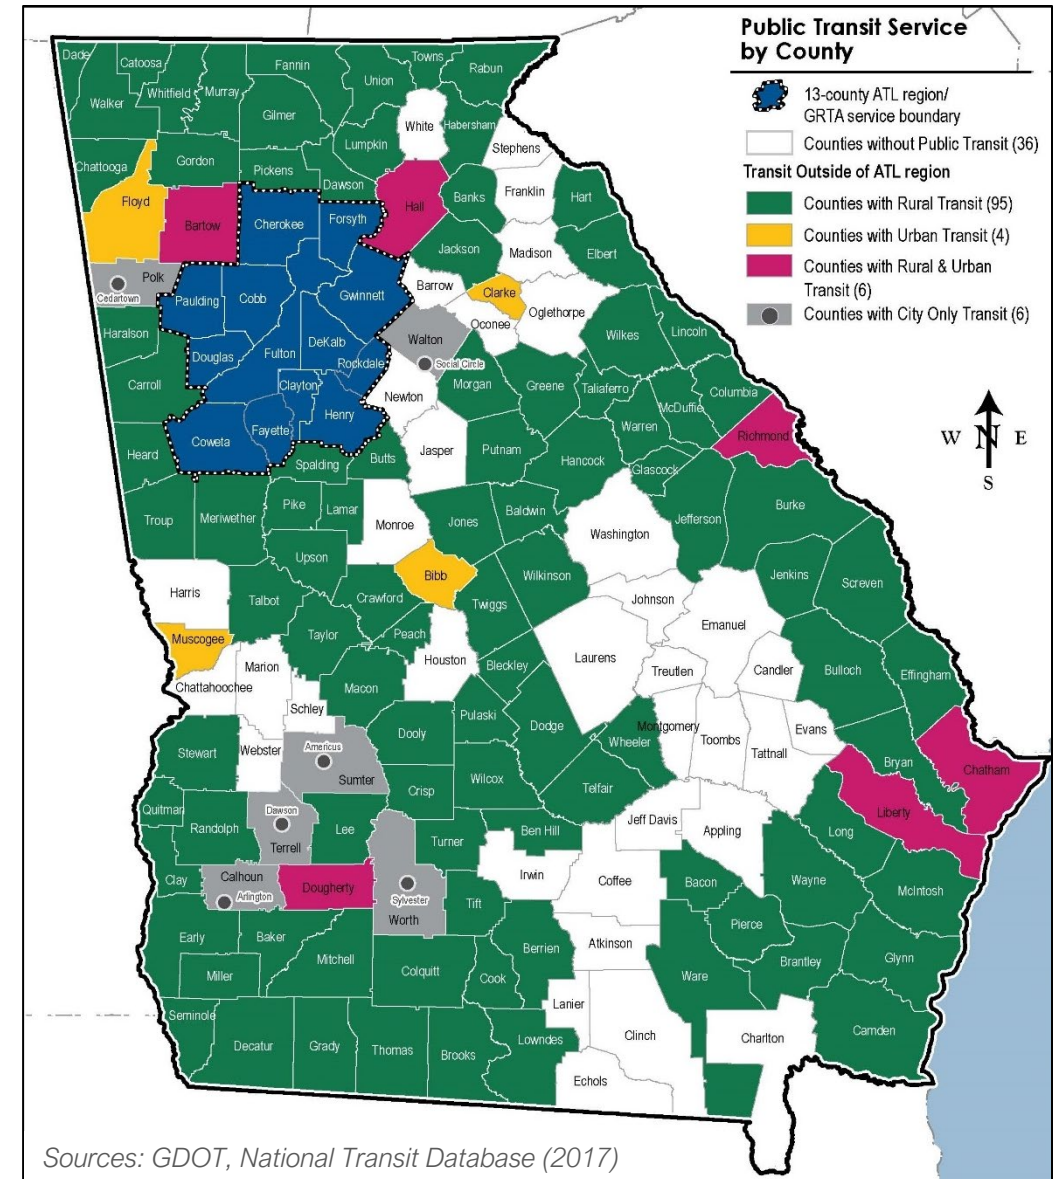 Public Transit Service
by County
13-county ATL region/
GRTA service boundary
Counties without Public Transit (36)
Transit Outside of ATL region
Counties with Rural Transit (95)
Counties with Urban Transit (4)
Counties with Rural & Urban
Transit (6)
Counties with City Only Transit (6)
N
W E
S
Dade
Catoosa
Fannin
Towns
Rabun
Union
Walker
Whitfield
Murray
Gilmer
White
Habersham
Lumpkin
Stephens
Chattooga
Gordon
Pickens
Dawson
Franklin
Floyd
Bartow
Cherokee
Forsyth
Hall
Banks
Hart
Jackson
Madison
Elbert
Polk
Cedartown
Paulding
Cobb
Gwinnett
Barrow
Clarke
Oglethorpe
Oconee
Haralson
Douglas
Fulton
DeKalb
Rockdale
Walton
Social Circle
Wilkes
Lincoln
Carroll
Clayton
Henry
Newton
Morgan
Greene
Taliaferro
McDuffie
Columbia
Coweta
Fayette
Heard
Spalding
Butts
Jasper
Putnam
Hancock
Warren
Glascock
Richmond
Troup
Meriwether
Pike
Lamar
Monroe
Jones
Baldwin
Washington
Jefferson
Burke
Upson
Bibb
Wilkinson
Jenkins
Screven
Harris
Talbot
Crawford
Twiggs
Johnson
Emanuel
Muscogee
Taylor
Peach
Houston
Bleckley
Laurens
Treutlen
Candler
Bulloch
Effingham
Chattahoochee
Marion
Macon
Schley
Pulaski
Dodge
Montgomery
Wheeler
Toombs
Tattnall
Evans
Bryan
Chatham
Stewart
Webster
Americus
Sumter
Dooly
Crisp
Wilcox
Telfair
Liberty
Quitman
Randolph
Dawson
Terrell
Lee
Turner
Ben Hill
Jeff Davis
Appling
Long
Clay
Calhoun
Arlington
Dougherty
Sylvester
Worth
Tift
Irwin
Coffee
Bacon
Wayne
McIntosh
Early
Baker
Mitchell
Colquitt
Cook
Berrien
Atkinson
Pierce
Brantley
Glynn
Miller
Ware
Seminole
Decatur
Grady
Thomas
Brooks
Lowndes
Lanier
Clinch
Charlton
Camden
Echols
Sources: GDOT, National Transit Database (2017)